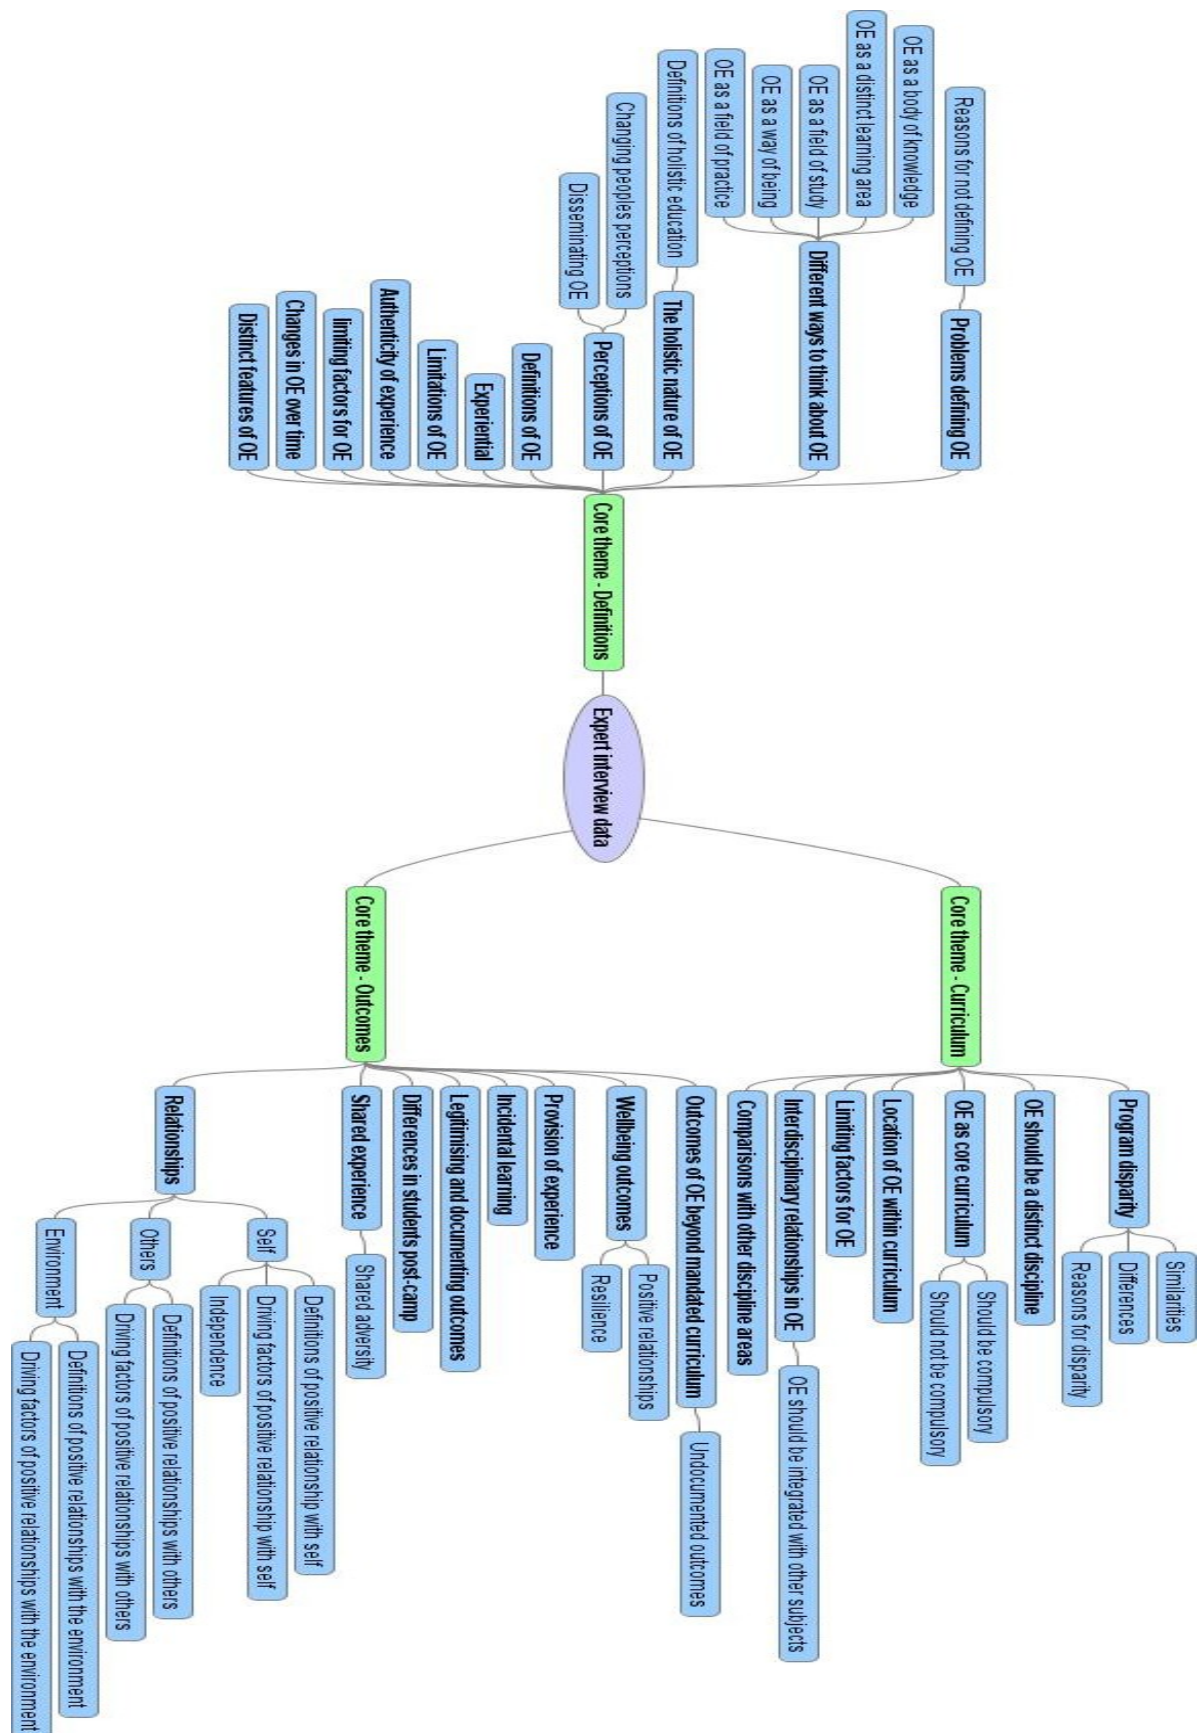 Reasons for not defining OE
Problems defining OE
OE as a body of knowledge
OE as a distinct learning area
OE as a field of study
OE as a way of being
OE as a field of practice
Different ways to think about OE
Definitions of holistic education
The holistic nature of OE
Changing peoples perceptions
Disseminating OE
Perceptions of OE
Definitions of OE
Experiential
Limitations of OE
Authenticity of experience
limiting factors for OE
Changes in OE over time
Distinct features of OE
Core theme - Definitions
Expert interview data
Core theme - Curriculum
Program disparity
Similarities
Differences
Reasons for disparity
OE should be a distinct discipline
OE as core curriculum
Should be compulsory
Should not be compulsory
Location of OE within curriculum
Limiting factors for OE
Interdisciplinary relationships in OE
OE should be integrated with other subjects
Comparisons with other discipline areas
Core theme - Outcomes
Outcomes of OE beyond mandated curriculum
Undocumented outcomes
Wellbeing outcomes
Positive relationships
Resilience
Provision of experience
Incidental learning
Legitimising and documenting outcomes
Differences in students post-camp
Shared experience
Shared adversity
Relationships
Self
Definitions of positive relationship with self
Driving factors of positive relationship with self
Independence
Others
Definitions of positive relationships with others
Driving factors of positive relationships with others
Environment
Definitions of positive relationships with the environment
Driving factors of positive relationships with the environment